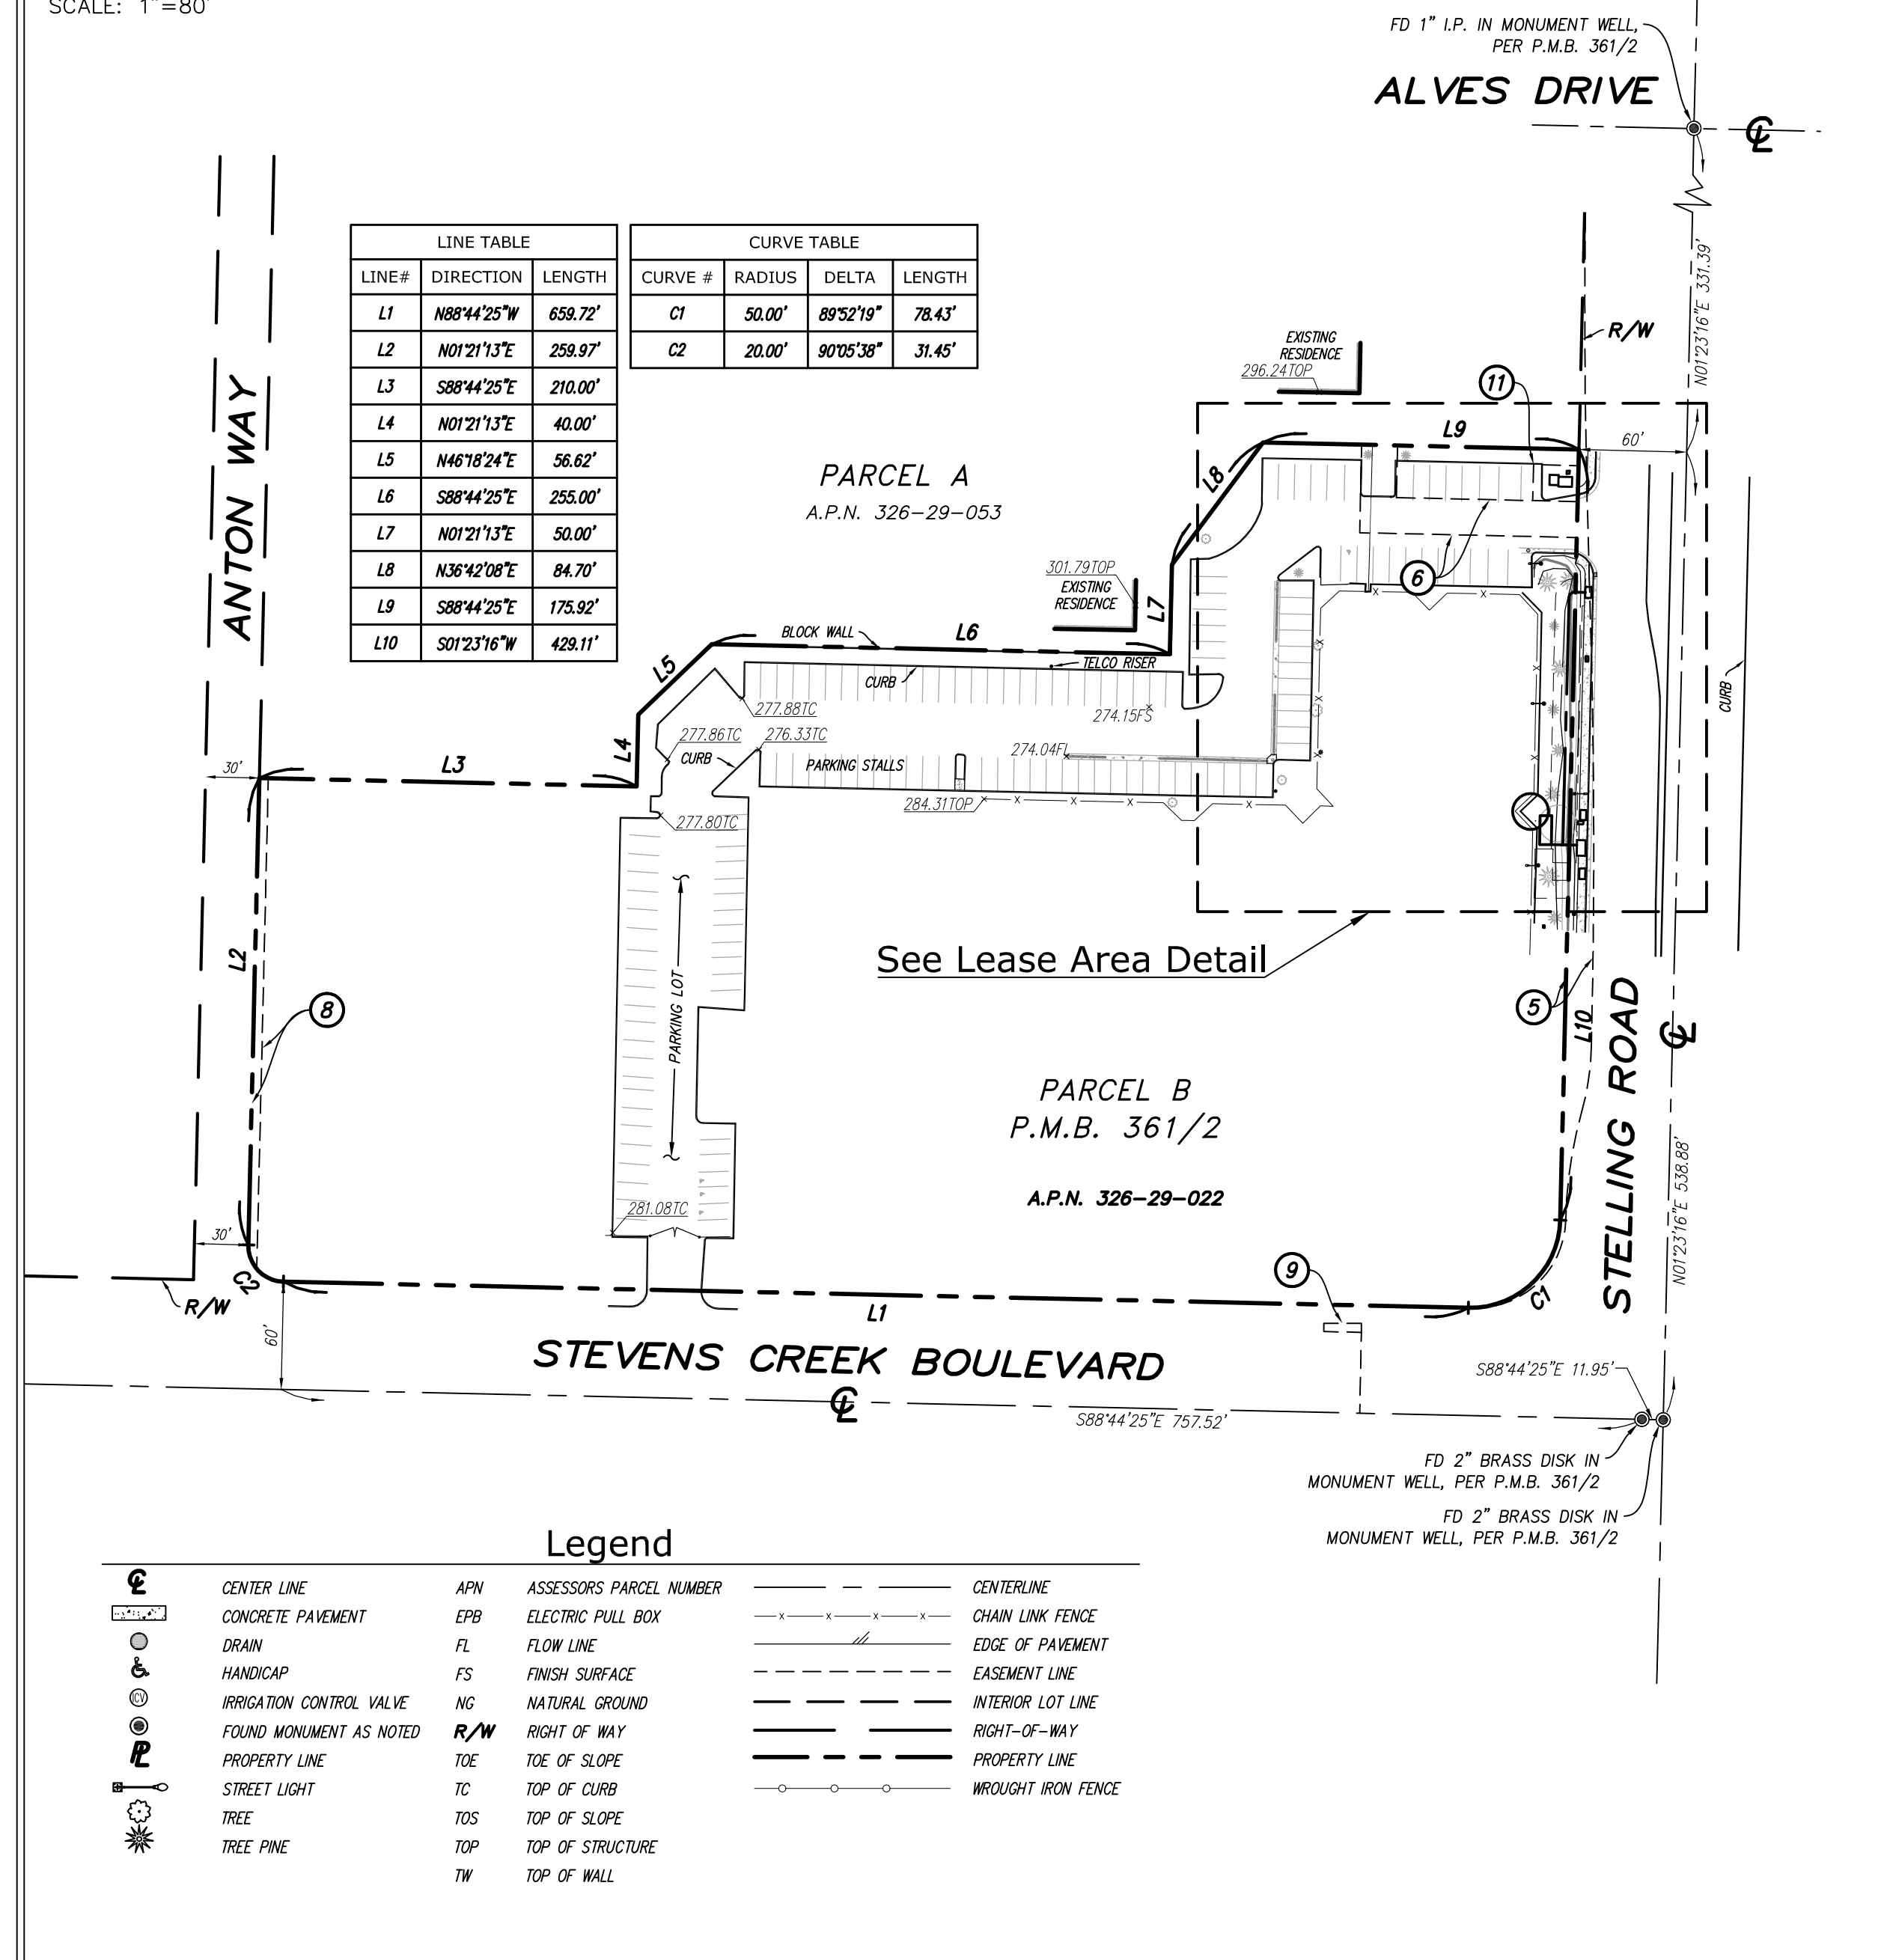 SCALE: 1"=80'
FD 1" I.P. IN MONUMENT WELL,
PER P.M.B. 361/2
ALVES DRIVE
℄
N01°23'16"E 331.39'
LINE TABLE
LINE# DIRECTION LENGTH
L1 N88°44'25"W 659.72'
L2 N01°21'13"E 259.97'
L3 S88°44'25"E 210.00'
L4 N01°21'13"E 40.00'
L5 N46°18'24"E 56.62'
L6 S88°44'25"E 255.00'
L7 N01°21'13"E 50.00'
L8 N36°42'08"E 84.70'
L9 S88°44'25"E 175.92'
L10 S01°23'16"W 429.11'
CURVE TABLE
CURVE # RADIUS DELTA LENGTH
C1 50.00' 89°52'19" 78.43'
C2 20.00' 90°05'38" 31.45'
EXISTING
RESIDENCE
296.24TOP
R/W
11
L9
60'
L8
ANTON WAY
PARCEL A
A.P.N. 326-29-053
301.79TOP
EXISTING
RESIDENCE
6
L7
BLOCK WALL
L6
TELCO RISER
L5
CURB
CURB
277.88TC
274.15FS
277.86TC
276.33TC
274.04FL
L4
CURB
PARKING STALLS
30'
L3
284.31TOP
277.80TC
L2
See Lease Area Detail
8
PARKING LOT
5
L10
STELLING ROAD
℄
PARCEL B
P.M.B. 361/2
A.P.N. 326-29-022
N01°23'16"E 538.88'
281.08TC
30'
C2
9
C1
R/W
L1
60'
STEVENS CREEK BOULEVARD
℄
S88°44'25"E 11.95'
S88°44'25"E 757.52'
FD 2" BRASS DISK IN
MONUMENT WELL, PER P.M.B. 361/2
FD 2" BRASS DISK IN
MONUMENT WELL, PER P.M.B. 361/2
Legend
℄ CENTER LINE
CONCRETE PAVEMENT
DRAIN
HANDICAP
ICV IRRIGATION CONTROL VALVE
FOUND MONUMENT AS NOTED
PL PROPERTY LINE
STREET LIGHT
TREE
TREE PINE
APN ASSESSORS PARCEL NUMBER
EPB ELECTRIC PULL BOX
FL FLOW LINE
FS FINISH SURFACE
NG NATURAL GROUND
R/W RIGHT OF WAY
TOE TOE OF SLOPE
TC TOP OF CURB
TOS TOP OF SLOPE
TOP TOP OF STRUCTURE
TW TOP OF WALL
CENTERLINE
CHAIN LINK FENCE
EDGE OF PAVEMENT
EASEMENT LINE
INTERIOR LOT LINE
RIGHT-OF-WAY
PROPERTY LINE
WROUGHT IRON FENCE